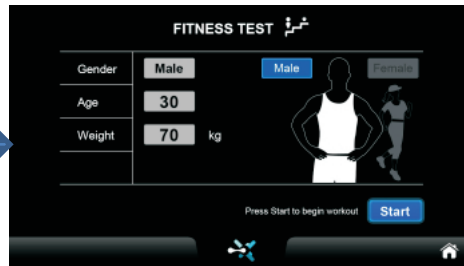 FITNESS TEST
Gender Male Male Female
Age 30
Weight 70 kg
Press Start to begin workout Start